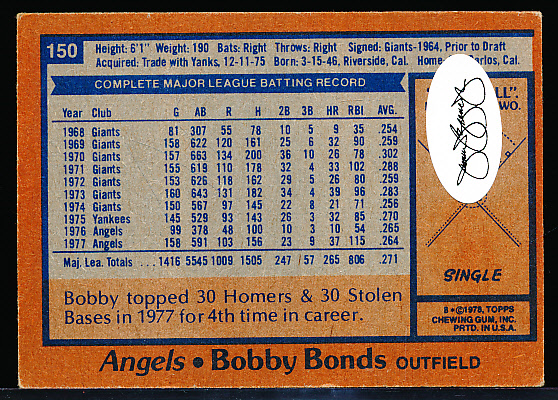 150
Height: 6'1" Weight: 190 Bats: Right Throws: Right Signed: Giants-1964, Prior to Draft
Acquired: Trade with Yanks, 12-11-75 Born: 3-15-46, Riverside, Cal. Home: Carlos, Cal.
COMPLETE MAJOR LEAGUE BATTING RECORD
Year Club G AB R H 2B 3B HR RBI AVG.
1968 Giants 81 307 55 78 10 5 9 35 .254
1969 Giants 158 622 120 161 25 6 32 90 .259
1970 Giants 157 663 134 200 36 10 26 78 .302
1971 Giants 155 619 110 178 32 4 33 102 .288
1972 Giants 153 626 118 162 29 5 26 80 .259
1973 Giants 160 643 131 182 34 4 39 96 .283
1974 Giants 150 567 97 145 22 8 21 71 .256
1975 Yankees 145 529 93 143 26 3 32 85 .270
1976 Angels 99 378 48 100 10 3 10 54 .265
1977 Angels 158 591 103 156 23 9 37 115 .264
Maj. Lea. Totals ... 1416 5545 1009 1505 247 / 57 265 806 .271
Bobby topped 30 Homers & 30 Stolen
Bases in 1977 for 4th time in career.
SINGLE
8 • © 1978, TOPPS
CHEWING GUM, INC.
PRTD. IN U.S.A.
Angels • Bobby Bonds OUTFIELD